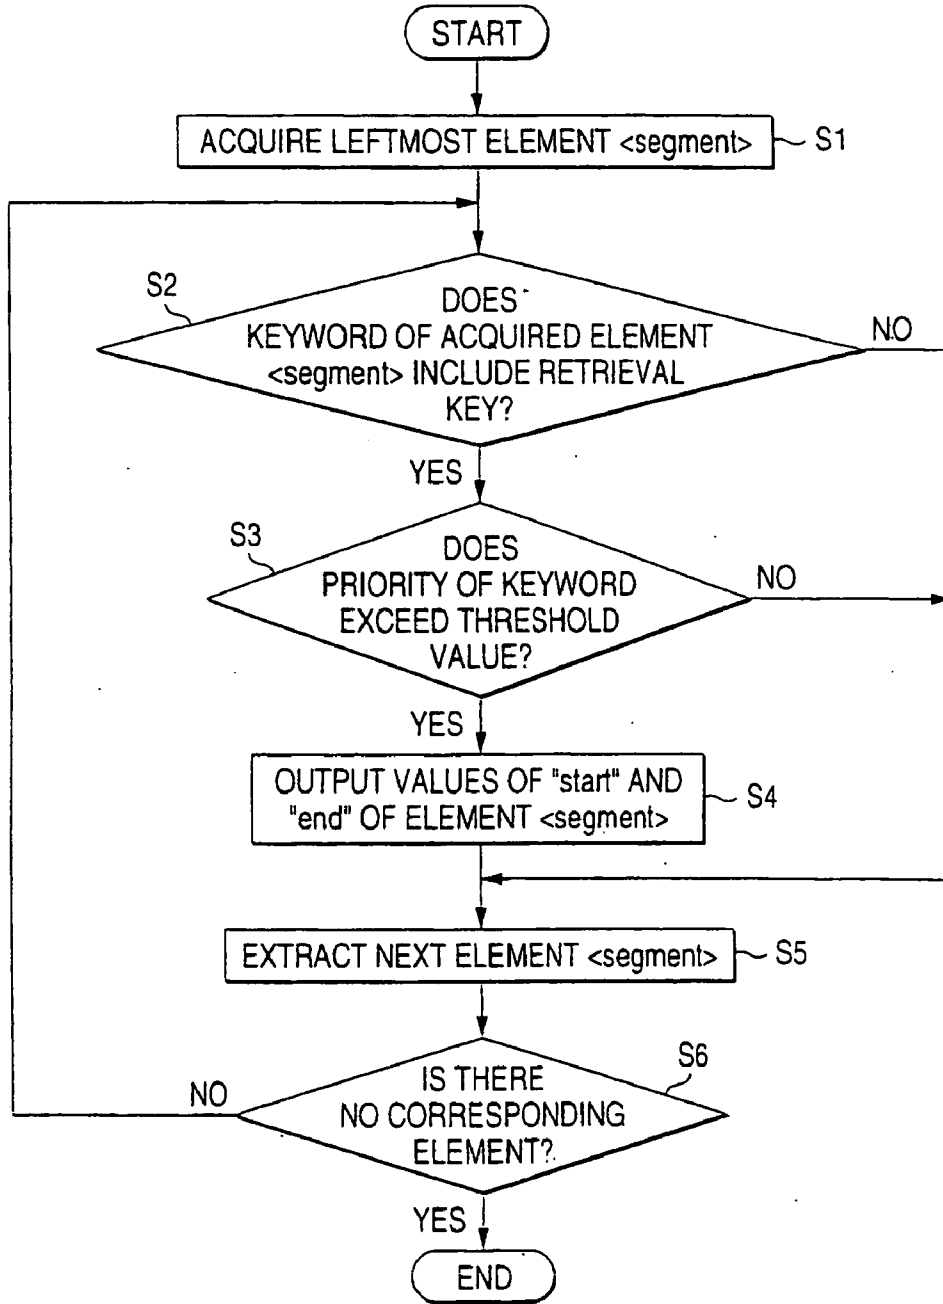 START
ACQUIRE LEFTMOST ELEMENT <segment>
S1
S2
DOES
KEYWORD OF ACQUIRED ELEMENT
<segment> INCLUDE RETRIEVAL
KEY?
NO
YES
S3
DOES
PRIORITY OF KEYWORD
EXCEED THRESHOLD
VALUE?
NO
YES
OUTPUT VALUES OF "start" AND
"end" OF ELEMENT <segment>
S4
EXTRACT NEXT ELEMENT <segment>
S5
S6
IS THERE
NO CORRESPONDING
ELEMENT?
NO
YES
END